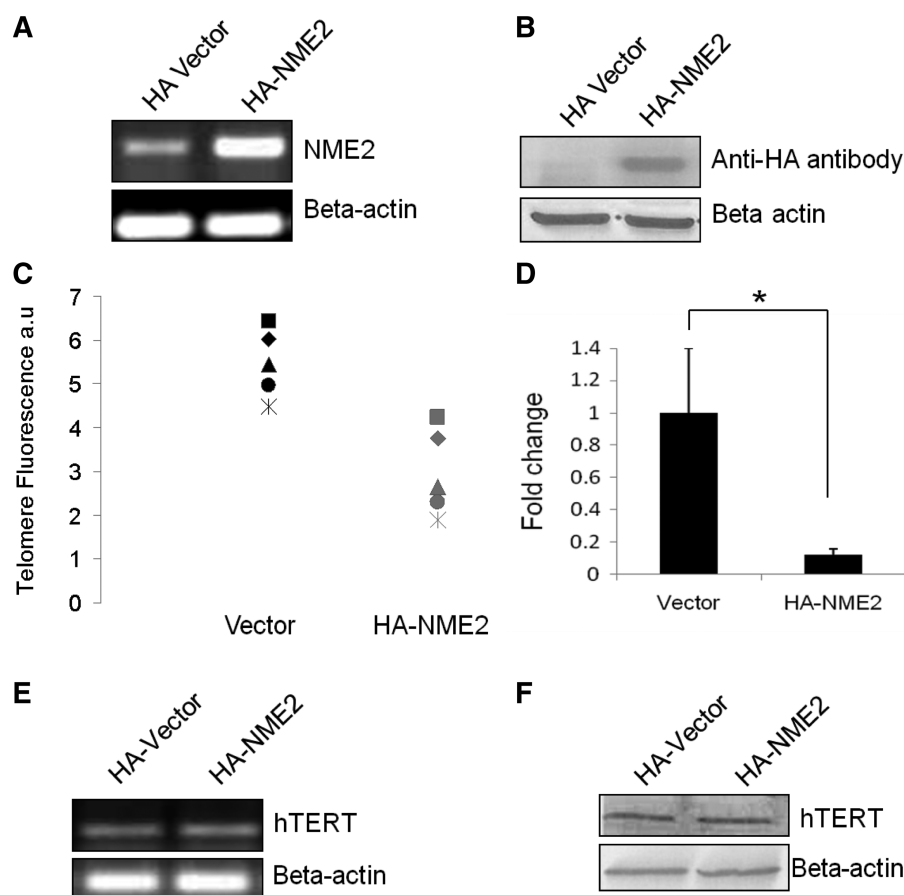 A
HA Vector
HA-NME2
NME2
Beta-actin
B
HA Vector
HA-NME2
Anti-HA antibody
Beta actin
C
Telomere Fluorescence a.u
7
6
5
4
3
2
1
0
Vector
HA-NME2
D
Fold change
1.4
1.2
1
0.8
0.6
0.4
0.2
0
*
Vector
HA-NME2
E
HA-Vector
HA-NME2
hTERT
Beta-actin
F
HA-Vector
HA-NME2
hTERT
Beta-actin